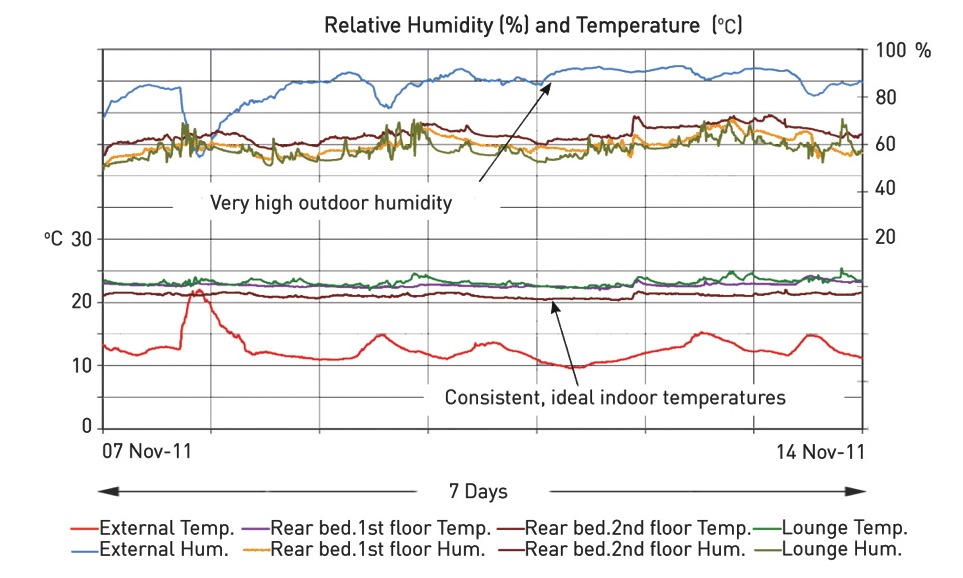 Relative Humidity (%) and Temperature (ºC)
100 %
80
60
40
Very high outdoor humidity
ºC 30
20
20
10
Consistent, ideal indoor temperatures
0
07 Nov-11
14 Nov-11
7 Days
External Temp. Rear bed.1st floor Temp. Rear bed.2nd floor Temp. Lounge Temp.
External Hum. Rear bed.1st floor Hum. Rear bed.2nd floor Hum. Lounge Hum.